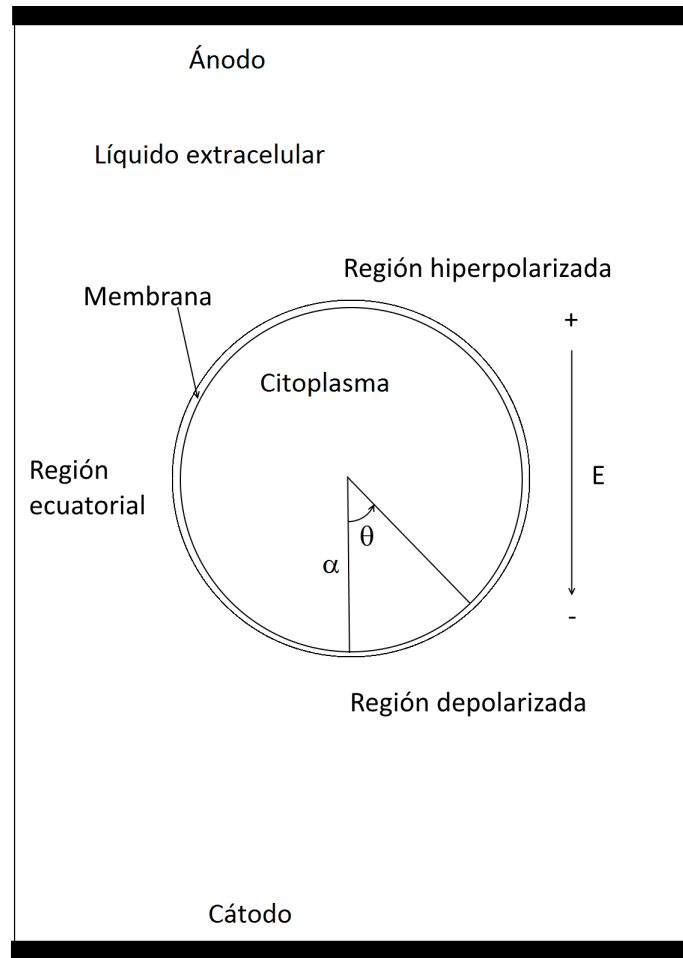 Ánodo
Líquido extracelular
Región hiperpolarizada
Membrana
+
Citoplasma
Región
ecuatorial
E
θ
α
-
Región depolarizada
Cátodo